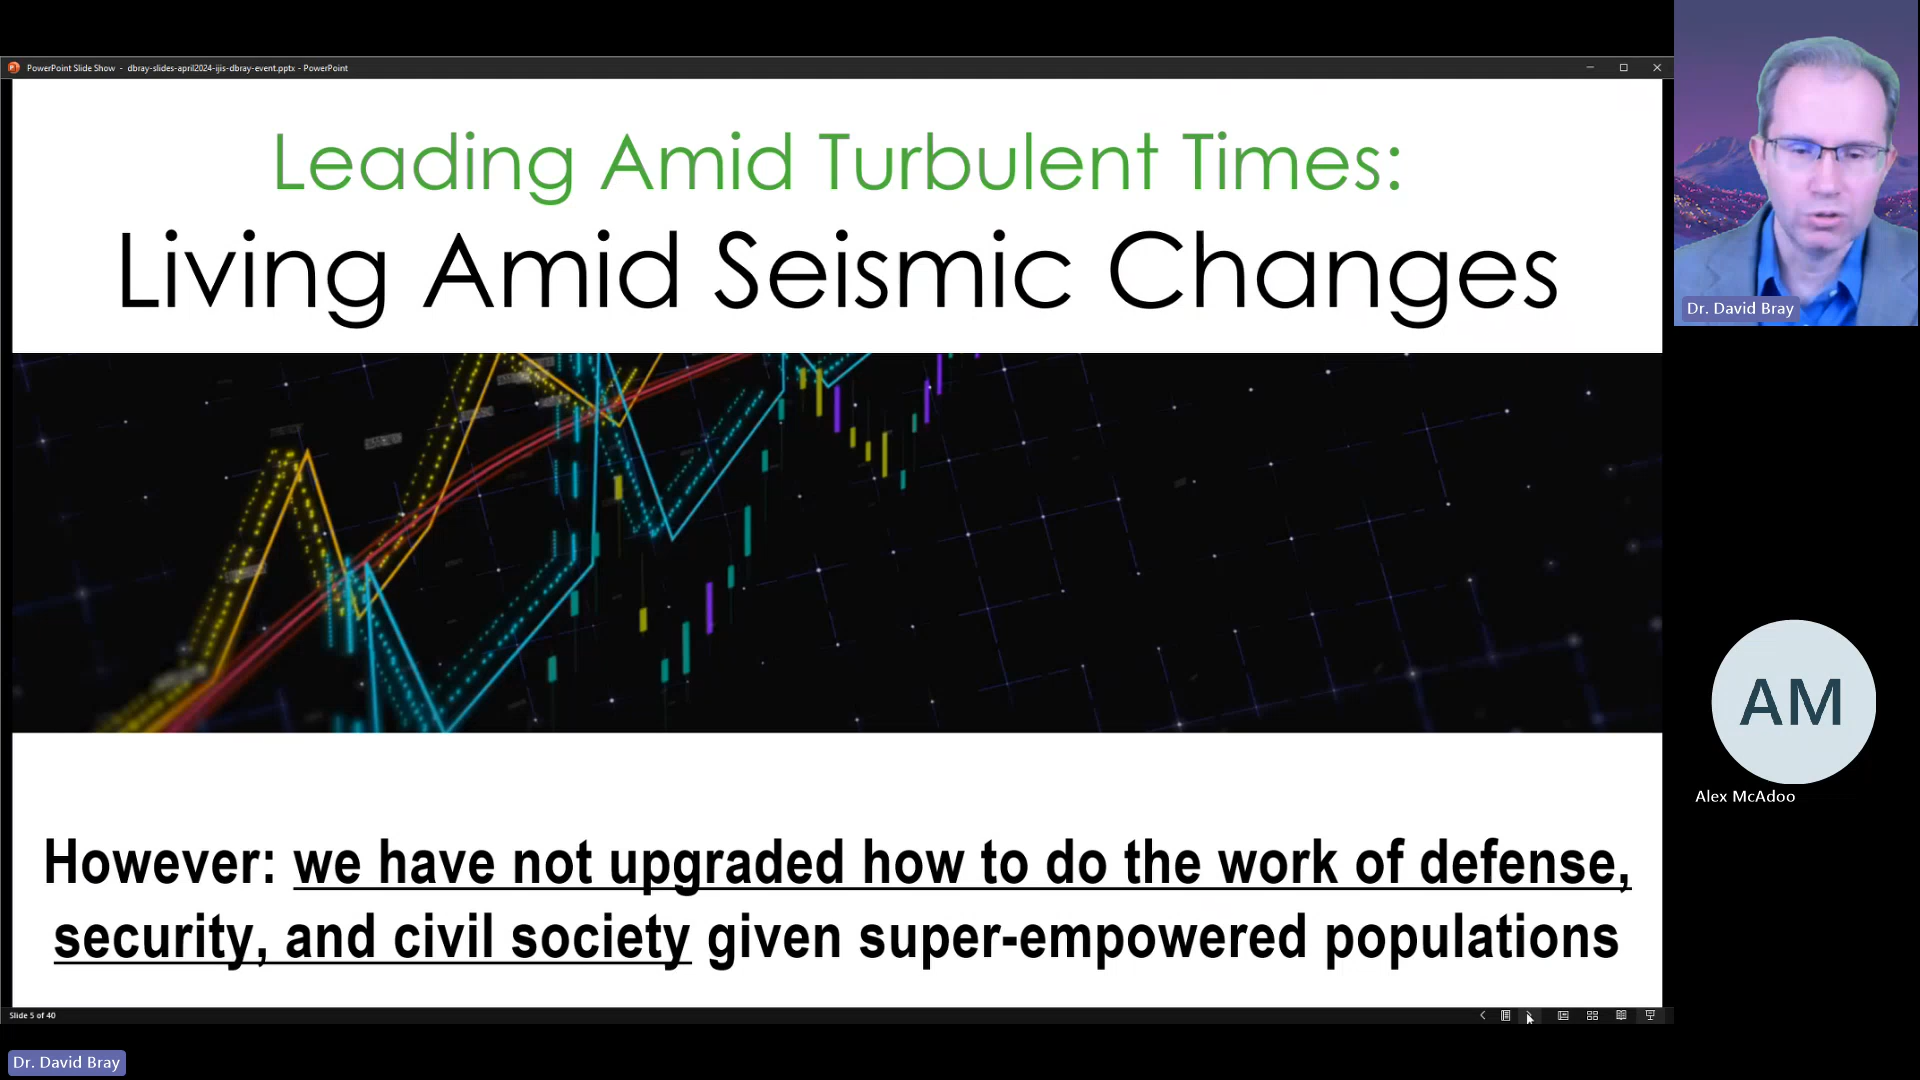 PowerPoint Slide Show - dbray-slides-april2024-ijis-dbray-event.pptx - PowerPoint
Leading Amid Turbulent Times:
Living Amid Seismic Changes
However: we have not upgraded how to do the work of defense,
security, and civil society given super-empowered populations
Slide 5 of 40
Dr. David Bray
AM
Alex McAdoo
Dr. David Bray